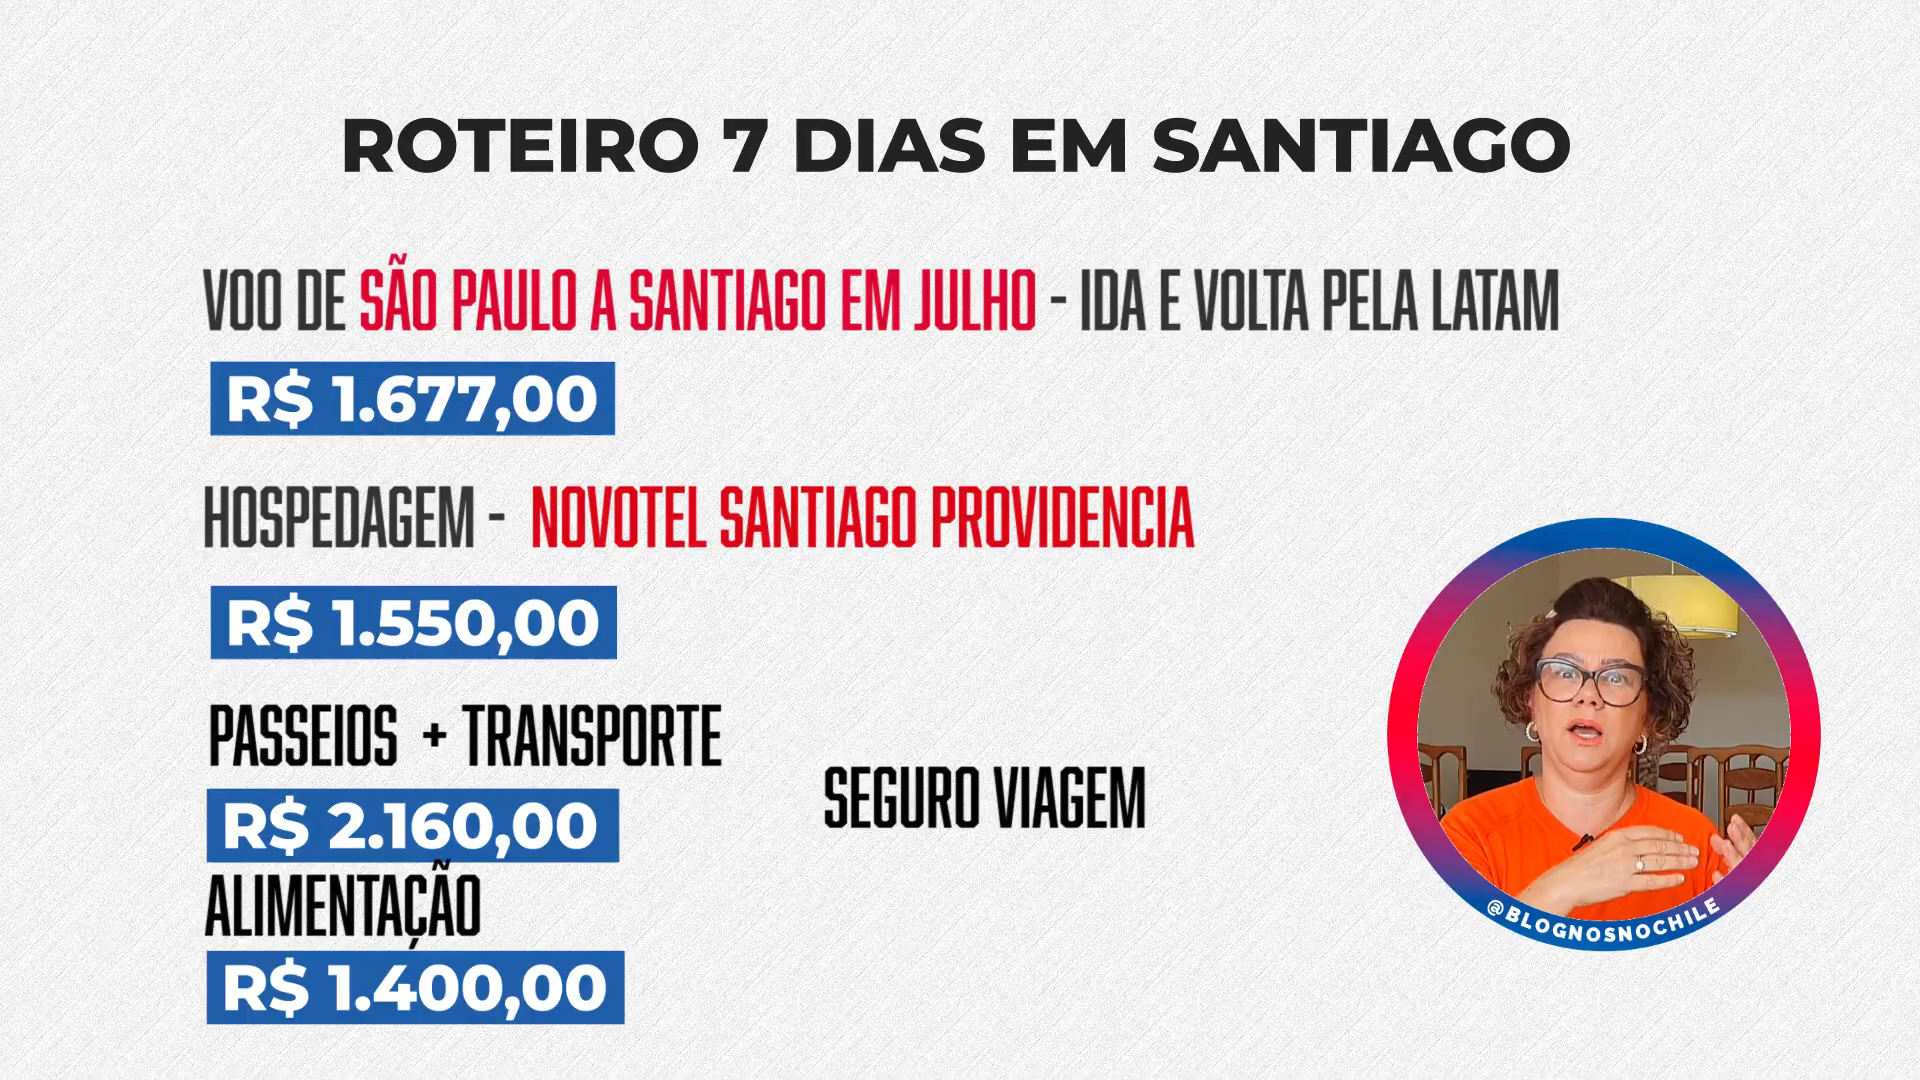 ROTEIRO 7 DIAS EM SANTIAGO
VOO DE SÃO PAULO A SANTIAGO EM JULHO - IDA E VOLTA PELA LATAM
R$ 1.677,00
HOSPEDAGEM - NOVOTEL SANTIAGO PROVIDENCIA
R$ 1.550,00
PASSEIOS + TRANSPORTE
R$ 2.160,00
SEGURO VIAGEM
ALIMENTAÇÃO
R$ 1.400,00
@BLOGNOSNOCHILE